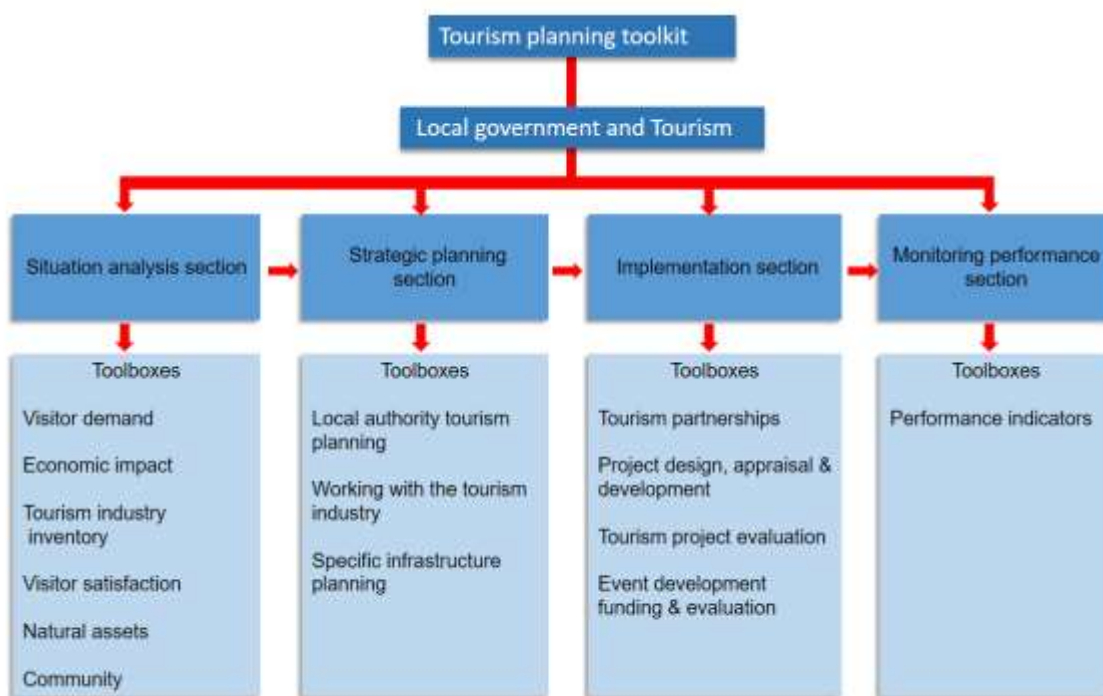 Tourism planning toolkit
Local government and Tourism
Situation analysis section
Strategic planning
section
Implementation section
Monitoring performance
section
Toolboxes
Visitor demand
Economic impact
Tourism industry
inventory
Visitor satisfaction
Natural assets
Community
Toolboxes
Local authority tourism
planning
Working with the tourism
industry
Specific infrastructure
planning
Toolboxes
Tourism partnerships
Project design, appraisal &
development
Tourism project evaluation
Event development
funding & evaluation
Toolboxes
Performance indicators